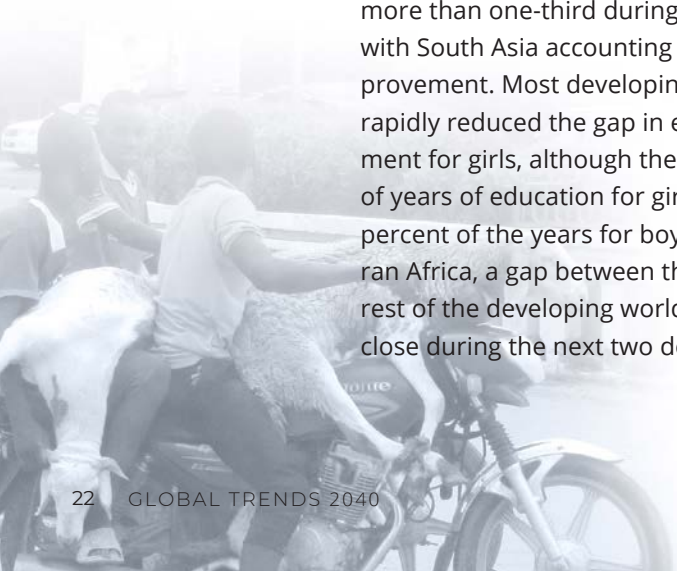 more than one-third during
with South Asia accounting
provement. Most developin
rapidly reduced the gap in e
ment for girls, although the
of years of education for gir
percent of the years for boy
ran Africa, a gap between th
rest of the developing world
close during the next two de
22 GLOBAL TRENDS 2040